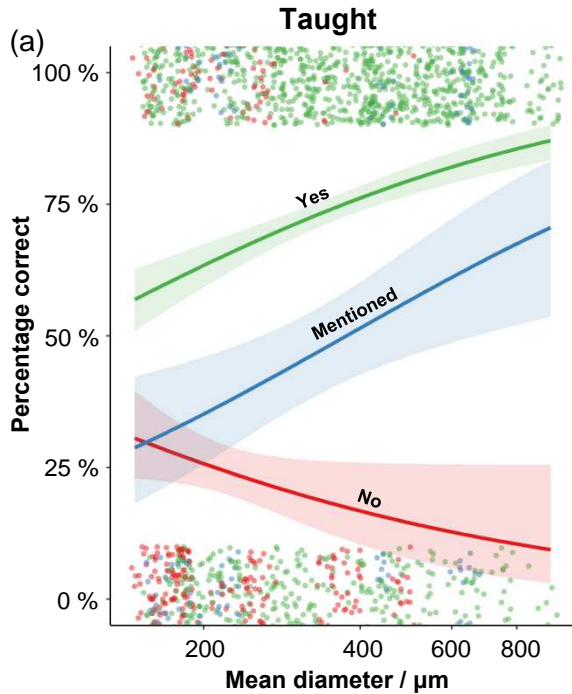 Taught
(a)
100 %
75 %
50 %
25 %
0 %
Percentage correct
Yes
Mentioned
No
200
400
600
800
Mean diameter / µm